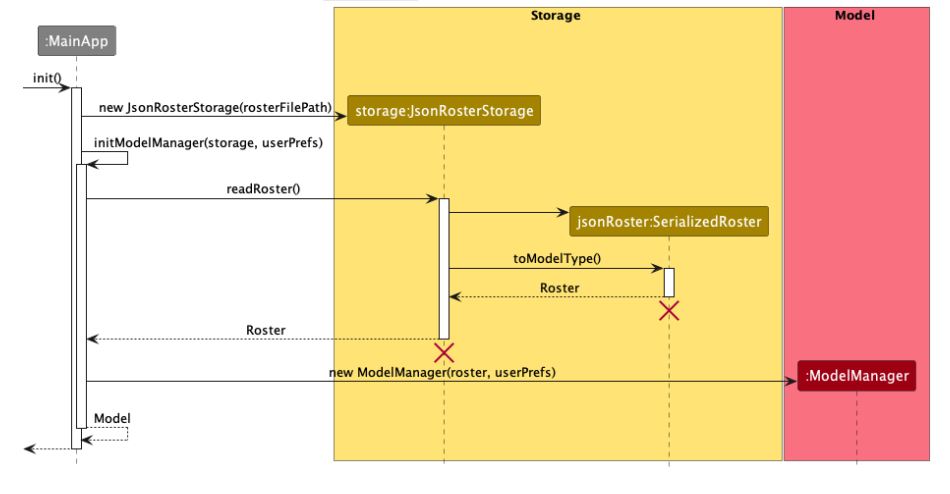 Storage
Model
:MainApp
init()
new JsonRosterStorage(rosterFilePath)
storage:JsonRosterStorage
initModelManager(storage, userPrefs)
readRoster()
jsonRoster:SerializedRoster
toModelType()
Roster
Roster
new ModelManager(roster, userPrefs)
:ModelManager
Model